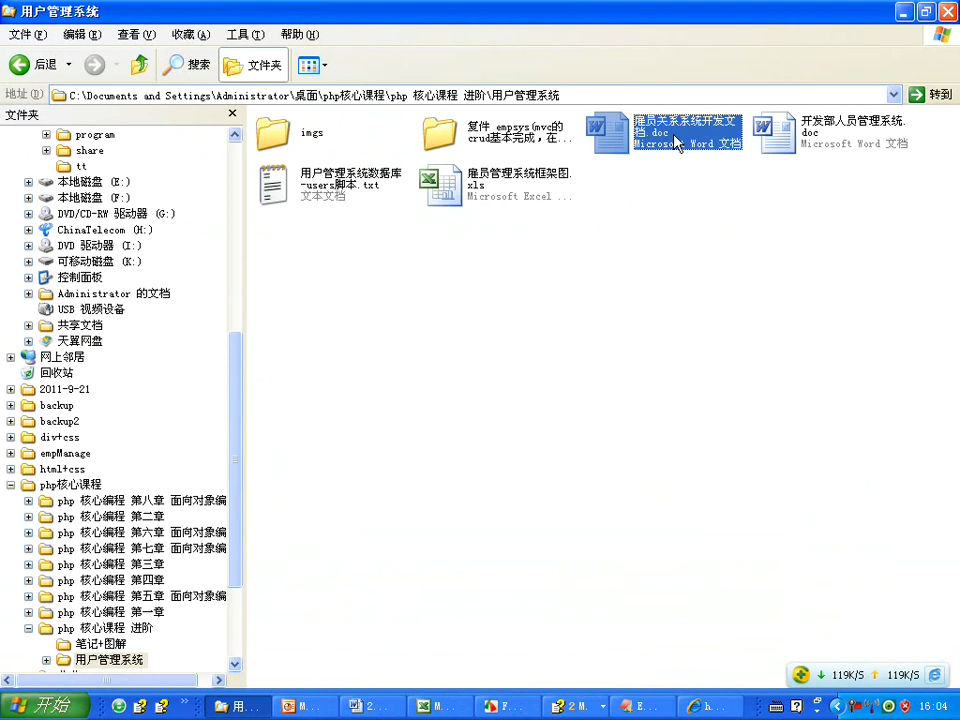 用户管理系统
文件(F) 编辑(E) 查看(V) 收藏(A) 工具(T) 帮助(H)
后退 搜索 文件夹
地址(D) C:\Documents and Settings\Administrator\桌面\php核心课程\php 核心课程 进阶\用户管理系统 转到
文件夹
program
share
tt
本地磁盘 (E:)
本地磁盘 (F:)
DVD/CD-RW 驱动器 (G:)
ChinaTelecom (H:)
DVD 驱动器 (I:)
可移动磁盘 (K:)
控制面板
Administrator 的文档
USB 视频设备
共享文档
天翼网盘
网上邻居
回收站
2011-9-21
backup
backup2
div+css
empManage
html+css
php核心课程
php 核心编程 第八章 面向对象编
php 核心编程 第二章
php 核心编程 第六章 面向对象编
php 核心编程 第七章 面向对象编
php 核心编程 第三章
php 核心编程 第四章
php 核心编程 第五章 面向对象编
php 核心编程 第一章
php 核心课程 进阶
笔记+图解
用户管理系统
imgs
复件 empsys(mvc的
crud基本完成，在...
雇员关系系统开发文
档.doc
Microsoft Word 文档
开发部人员管理系统.
doc
Microsoft Word 文档
用户管理系统数据库
-users脚本.txt
文本文档
雇员管理系统框架图.
xls
Microsoft Excel ...
119K/S 119K/S
开始 用... M... 2... M... F... 2 M. E... h... 16:04